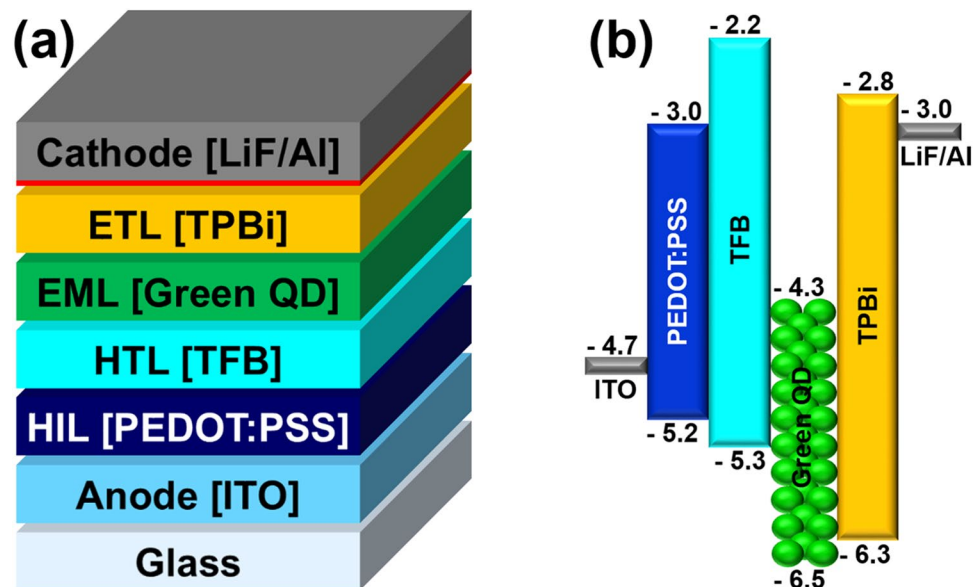 (a)
Cathode [LiF/Al]
ETL [TPBi]
EML [Green QD]
HTL [TFB]
HIL [PEDOT:PSS]
Anode [ITO]
Glass
(b)
- 2.2
- 2.8
- 3.0
- 3.0
LiF/Al
PEDOT:PSS
TFB
TPBi
- 4.3
- 4.7
ITO
Green QD
- 5.2
- 5.3
- 6.3
- 6.5